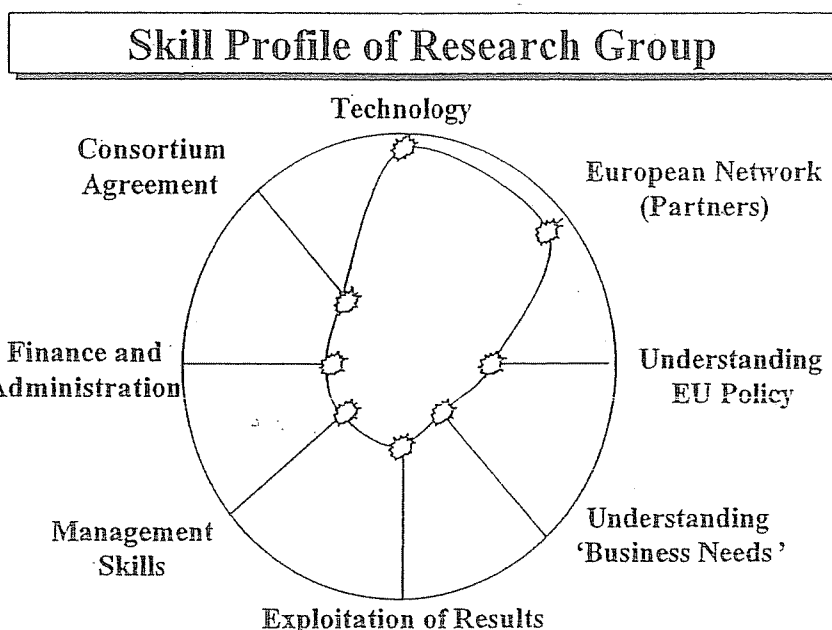 Skill Profile of Research Group
Technology
Consortium
Agreement
European Network
(Partners)
Finance and
Administration
Understanding
EU Policy
Management
Skills
Understanding
'Business Needs'
Exploitation of Results